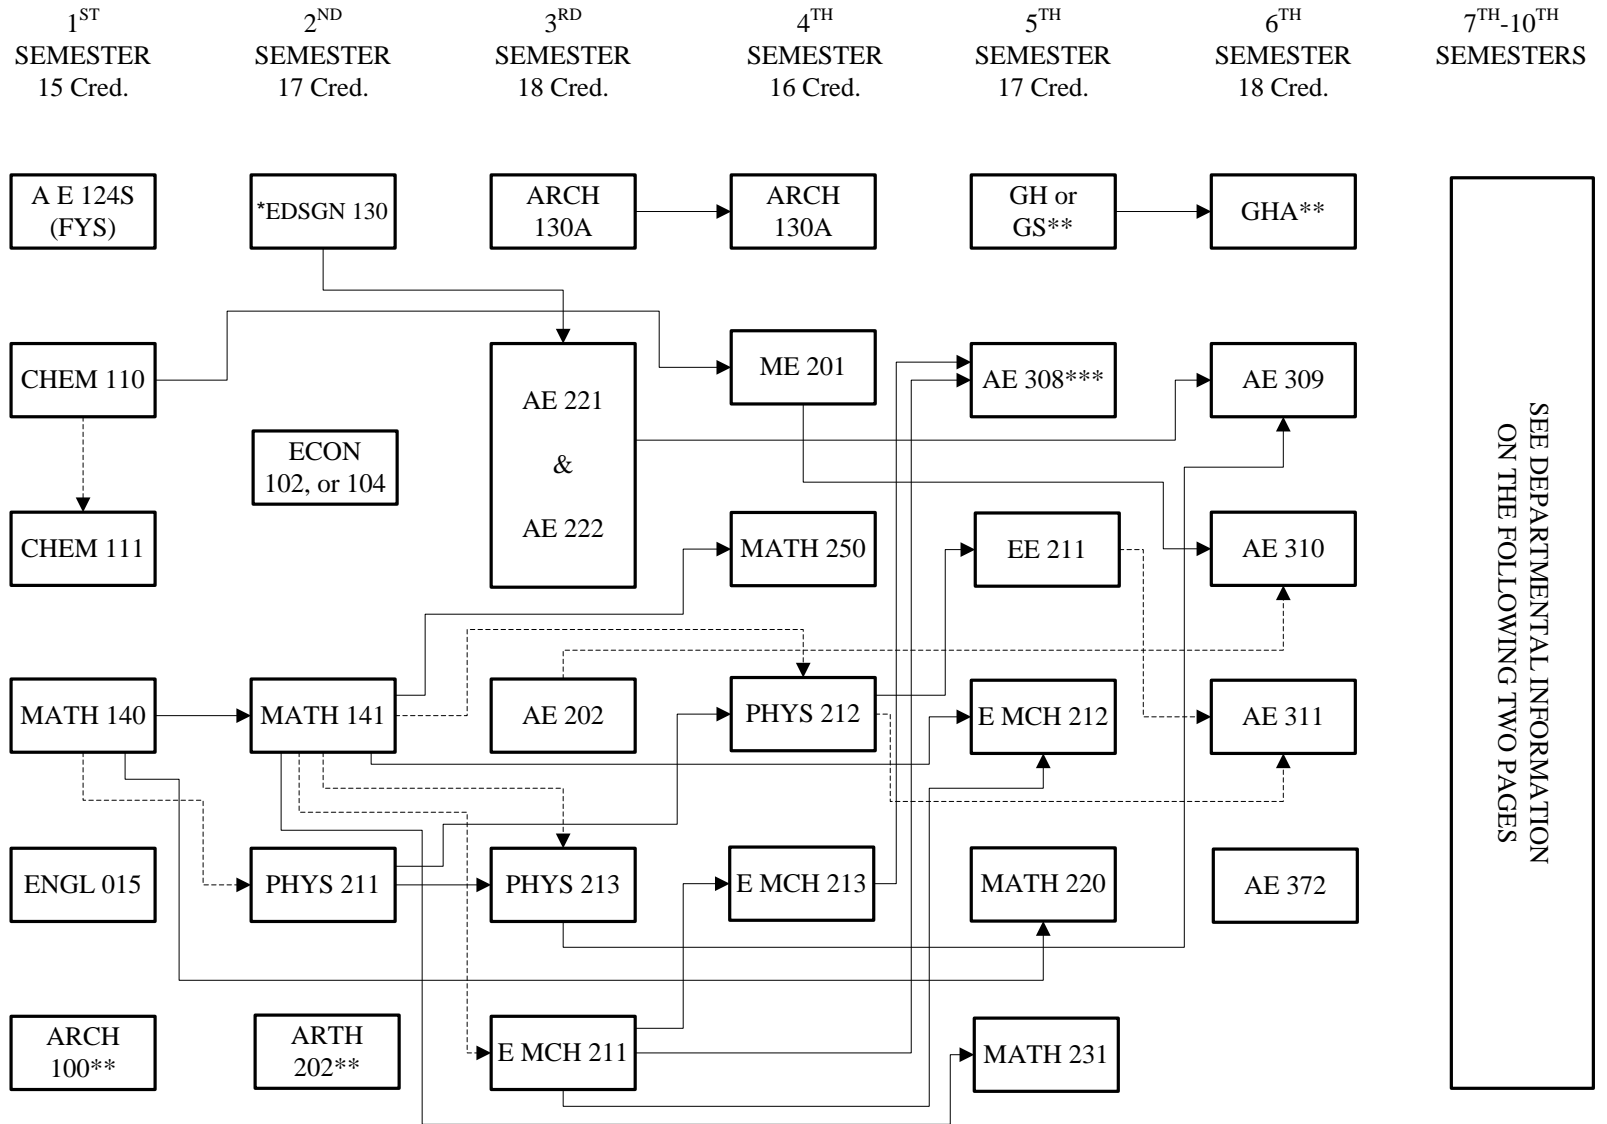 1ST
SEMESTER
15 Cred.
2ND
SEMESTER
17 Cred.
3RD
SEMESTER
18 Cred.
4TH
SEMESTER
16 Cred.
5TH
SEMESTER
17 Cred.
6TH
SEMESTER
18 Cred.
7TH-10TH
SEMESTERS
A E 124S
(FYS)
*EDSGN 130
ARCH
130A
ARCH
130A
GH or
GS**
GHA**
CHEM 110
ECON
102, or 104
AE 221
&
AE 222
ME 201
AE 308***
AE 309
CHEM 111
MATH 250
EE 211
AE 310
MATH 140
MATH 141
AE 202
PHYS 212
E MCH 212
AE 311
ENGL 015
PHYS 211
PHYS 213
E MCH 213
MATH 220
AE 372
ARCH
100**
ARTH
202**
E MCH 211
MATH 231
SEE DEPARTMENTAL INFORMATION
ON THE FOLLOWING TWO PAGES